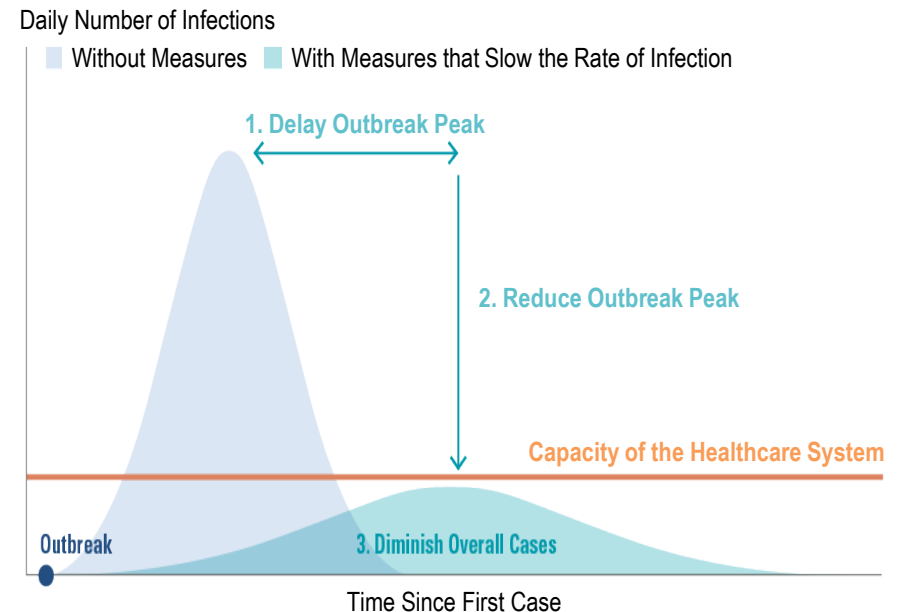 Daily Number of Infections
Without Measures
With Measures that Slow the Rate of Infection
1. Delay Outbreak Peak
2. Reduce Outbreak Peak
Capacity of the Healthcare System
Outbreak
3. Diminish Overall Cases
Time Since First Case